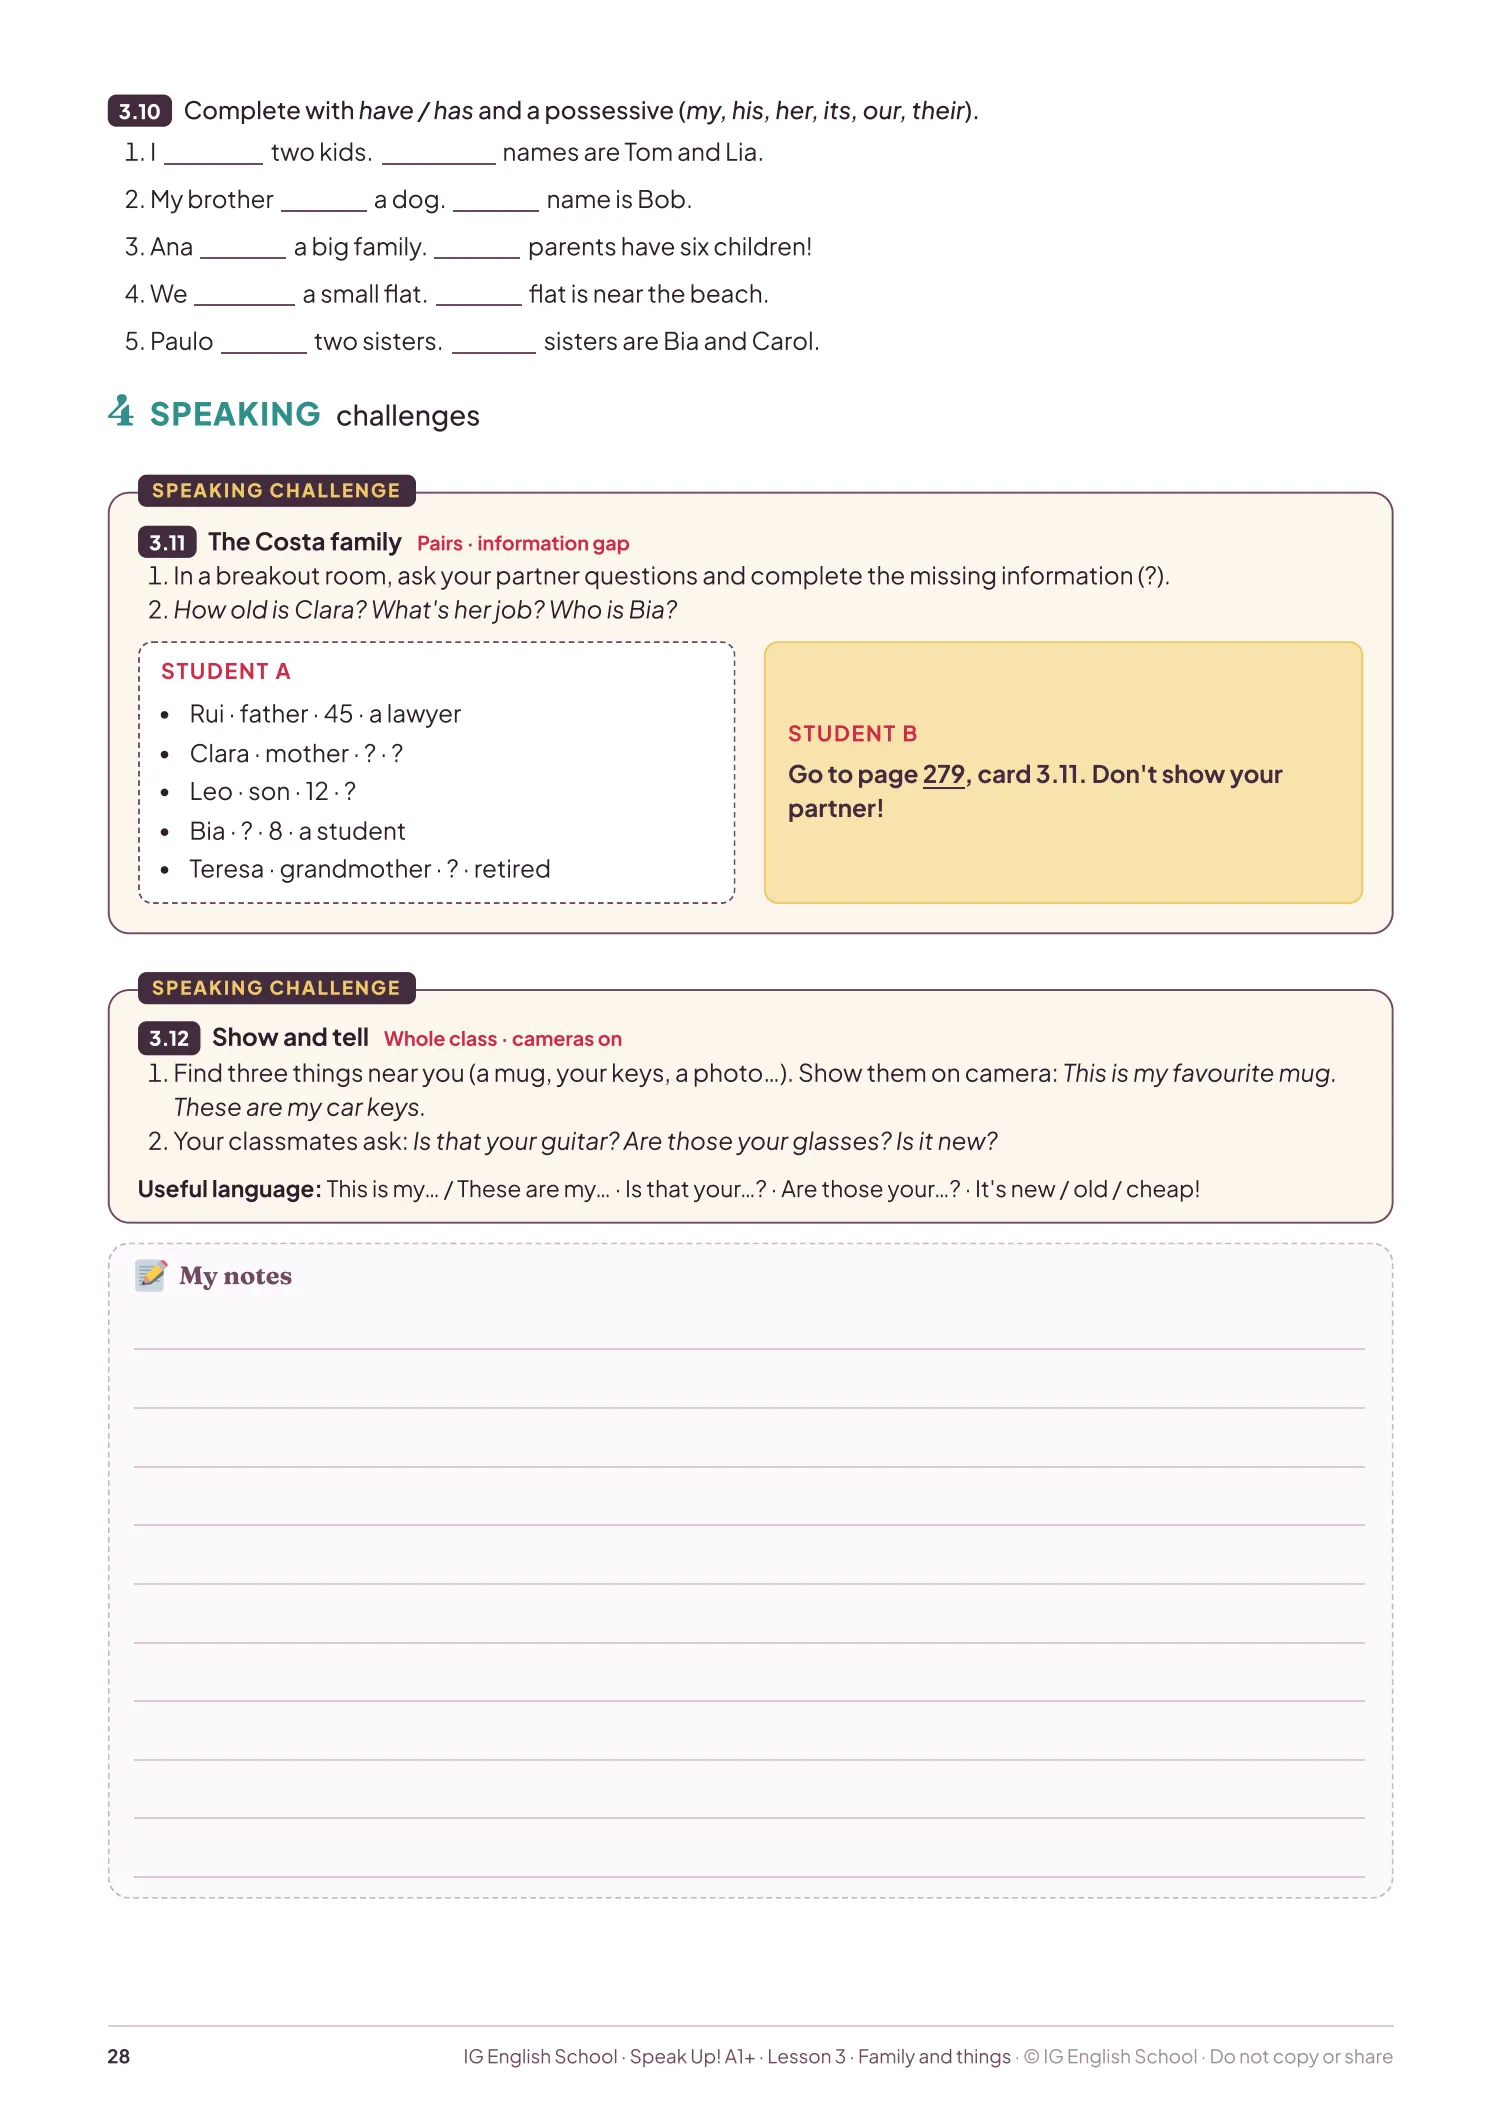 3.10 Complete with have / has and a possessive (my, his, her, its, our, their).
1. I ________ two kids. ________ names are Tom and Lia.
2. My brother ________ a dog. ________ name is Bob.
3. Ana ________ a big family. ________ parents have six children!
4. We ________ a small flat. ________ flat is near the beach.
5. Paulo ________ two sisters. ________ sisters are Bia and Carol.
4 SPEAKING challenges
SPEAKING CHALLENGE
3.11 The Costa family Pairs · information gap
1. In a breakout room, ask your partner questions and complete the missing information (?).
2. How old is Clara? What's her job? Who is Bia?
STUDENT A
• Rui · father · 45 · a lawyer
• Clara · mother · ? · ?
• Leo · son · 12 · ?
• Bia · ? · 8 · a student
• Teresa · grandmother · ? · retired
STUDENT B
Go to page 279, card 3.11. Don't show your
partner!
SPEAKING CHALLENGE
3.12 Show and tell Whole class · cameras on
1. Find three things near you (a mug, your keys, a photo…). Show them on camera: This is my favourite mug.
These are my car keys.
2. Your classmates ask: Is that your guitar? Are those your glasses? Is it new?
Useful language: This is my… / These are my… · Is that your…? · Are those your…? · It's new / old / cheap!
My notes
28 IG English School · Speak Up! A1+ · Lesson 3 · Family and things · © IG English School · Do not copy or share